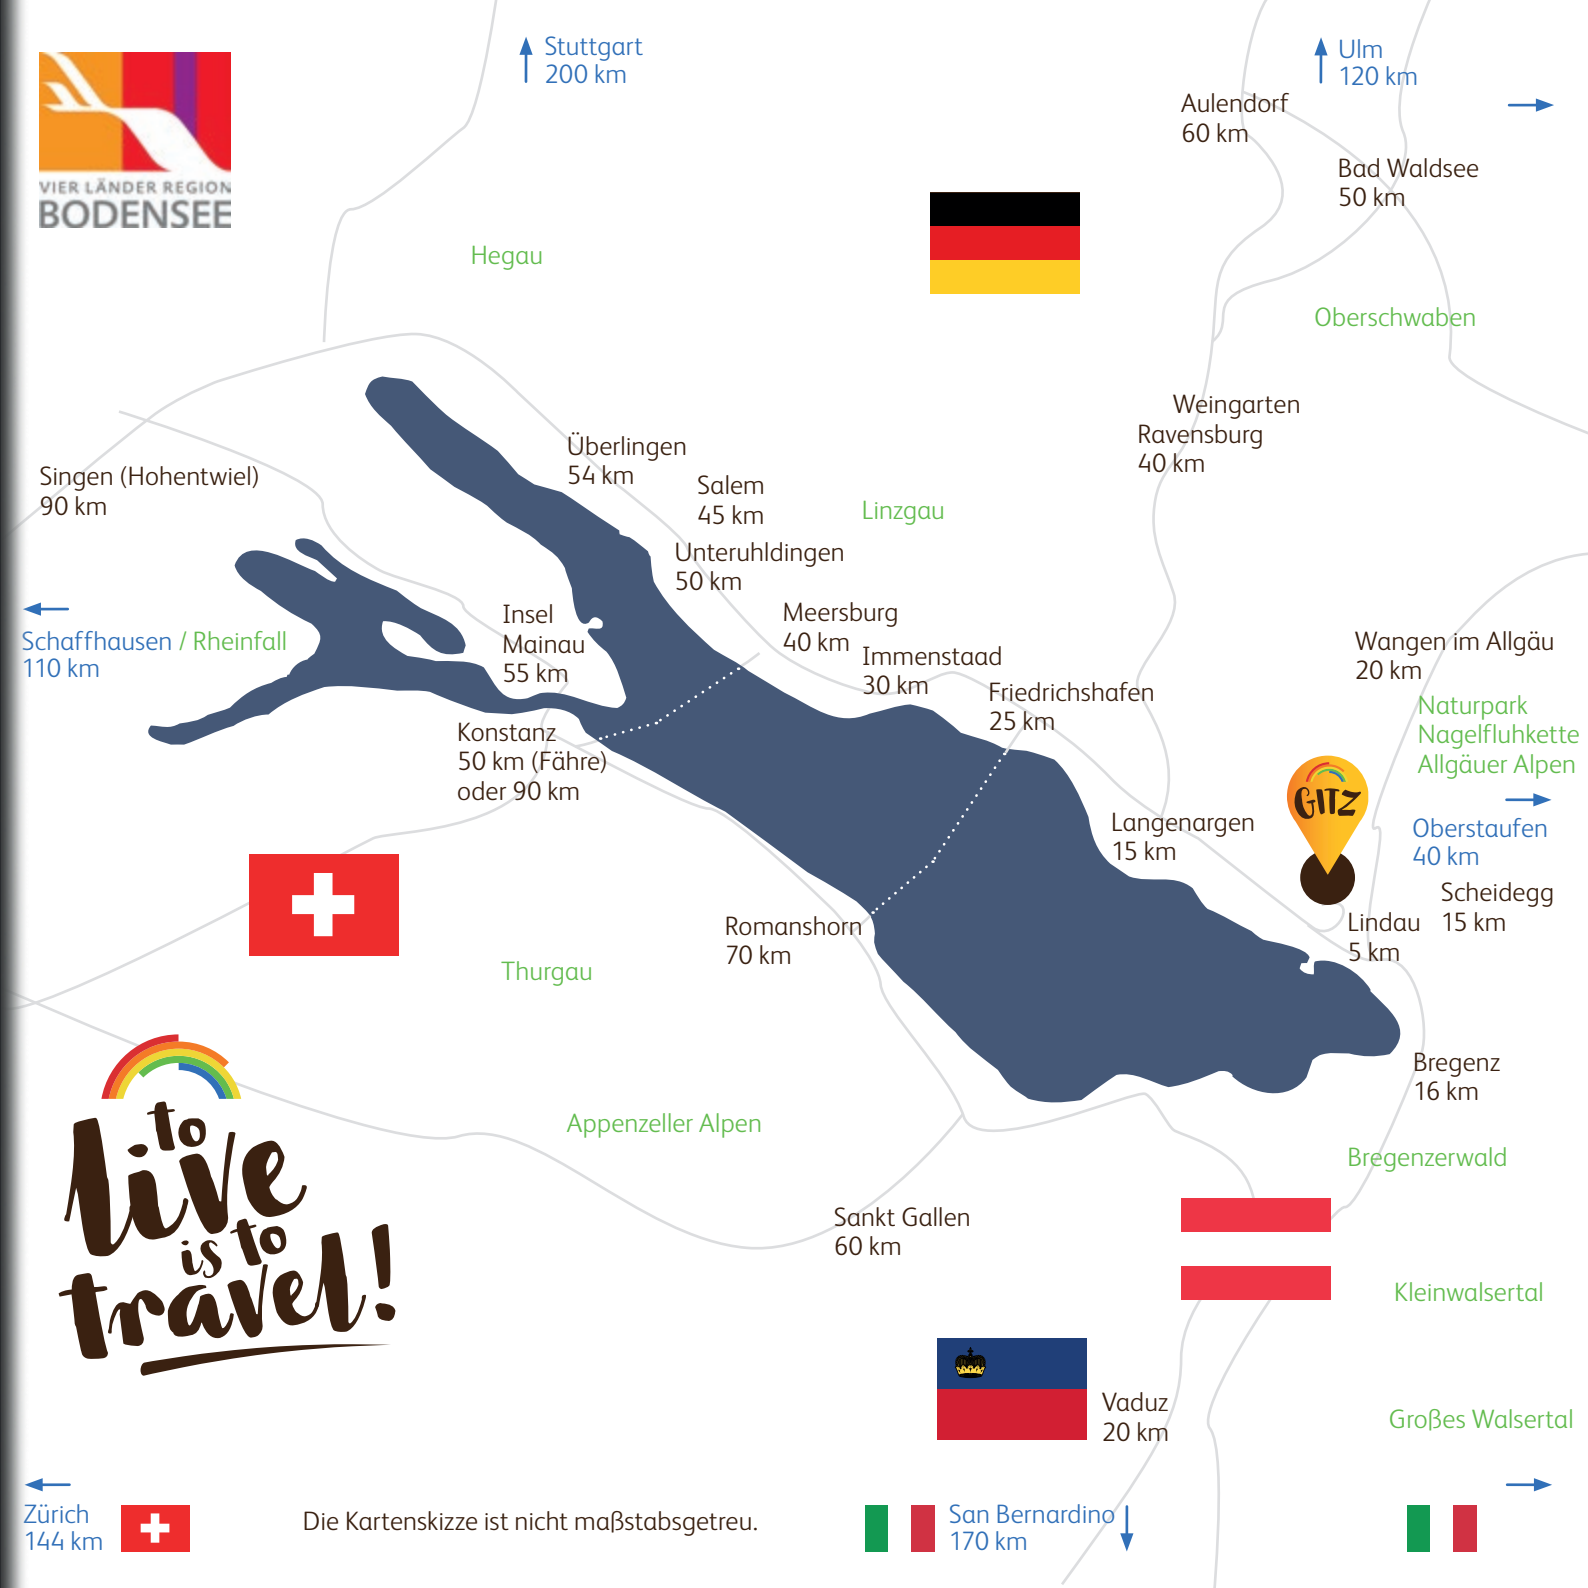 VIER LÄNDER REGION
BODENSEE
Stuttgart
200 km
Ulm
120 km
Aulendorf
60 km
Bad Waldsee
50 km
Hegau
Oberschwaben
Weingarten
Ravensburg
40 km
Überlingen
54 km
Singen (Hohentwiel)
90 km
Salem
45 km
Linzgau
Unteruhldingen
50 km
Insel
Mainau
55 km
Meersburg
40 km
Schaffhausen / Rheinfall
110 km
Immenstaad
30 km
Wangen im Allgäu
20 km
Friedrichshafen
25 km
Naturpark
Nagelfluhkette
Allgäuer Alpen
Konstanz
50 km (Fähre)
oder 90 km
GITZ
Langenargen
15 km
Oberstaufen
40 km
Scheidegg
15 km
Lindau
5 km
Romanshorn
70 km
Thurgau
Bregenz
16 km
Appenzeller Alpen
Bregenzerwald
to
live
is to
travel!
Sankt Gallen
60 km
Kleinwalsertal
Vaduz
20 km
Großes Walsertal
Zürich
144 km
Die Kartenskizze ist nicht maßstabsgetreu.
San Bernardino
170 km